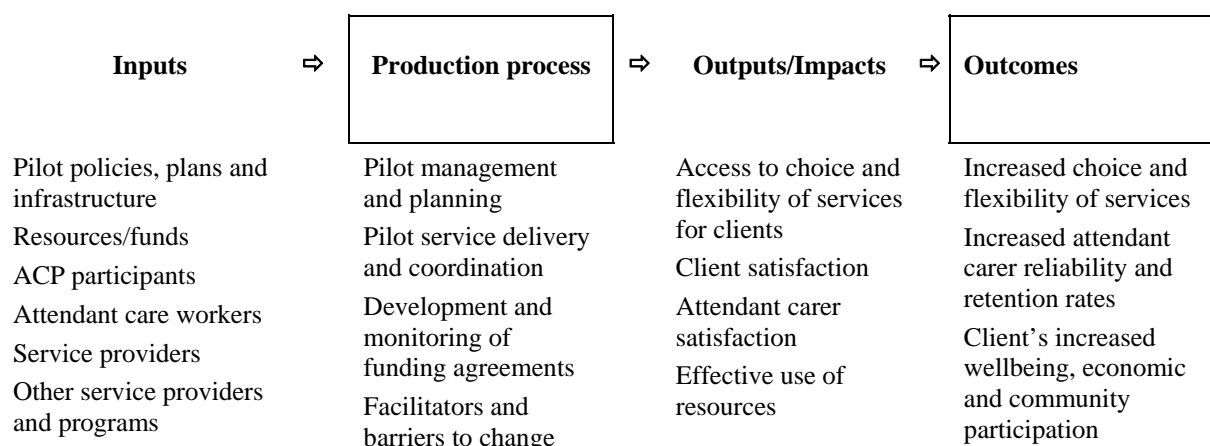 Inputs ⇨ Production process ⇨ Outputs/Impacts ⇨ Outcomes
Pilot policies, plans and
infrastructure
Resources/funds
ACP participants
Attendant care workers
Service providers
Other service providers
and programs
Pilot management
and planning
Pilot service delivery
and coordination
Development and
monitoring of
funding agreements
Facilitators and
barriers to change
Access to choice and
flexibility of services
for clients
Client satisfaction
Attendant carer
satisfaction
Effective use of
resources
Increased choice and
flexibility of services
Increased attendant
carer reliability and
retention rates
Client’s increased
wellbeing, economic
and community
participation